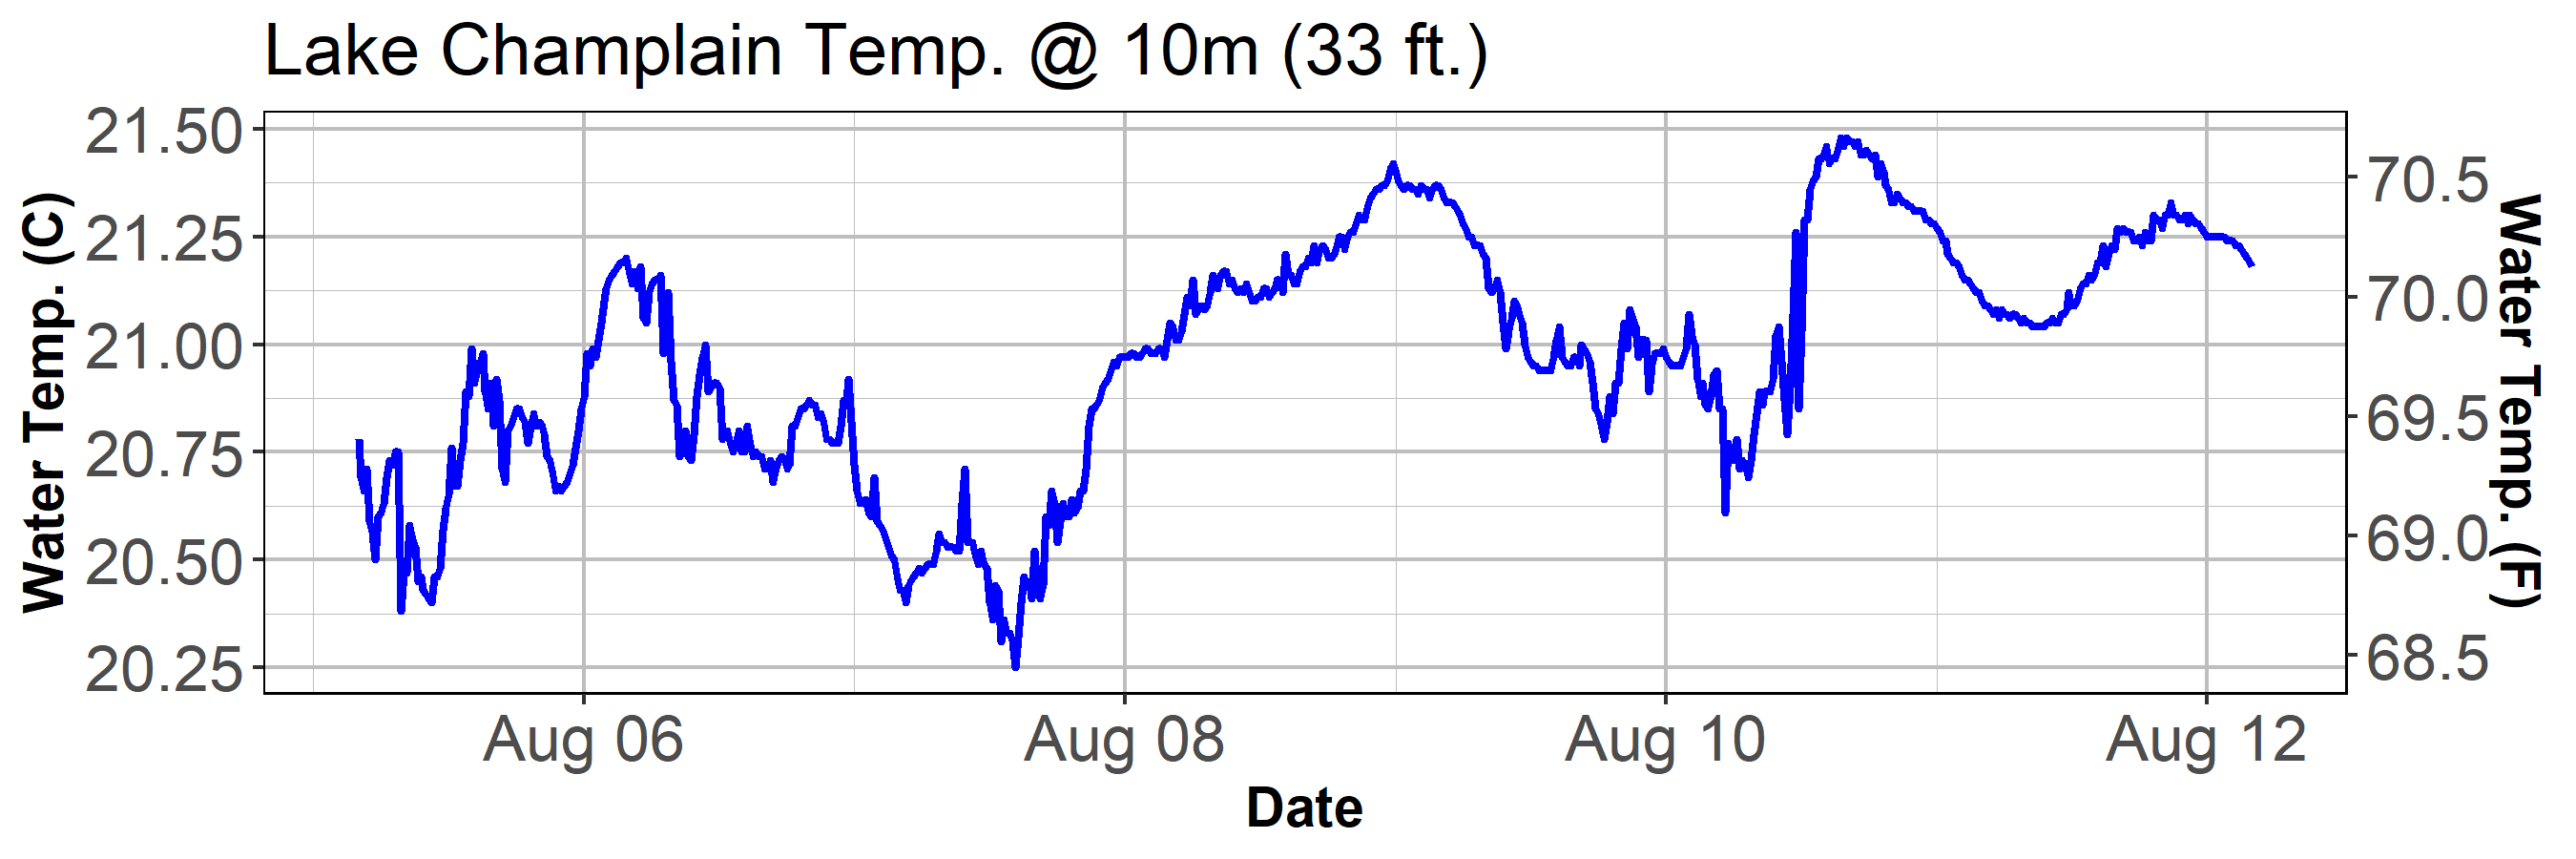 Lake Champlain Temp. @ 10m (33 ft.)
Water Temp. (C)
21.50
21.25
21.00
20.75
20.50
20.25
70.5
70.0
69.5
69.0
68.5
Water Temp. (F)
Aug 06 Aug 08 Aug 10 Aug 12
Date